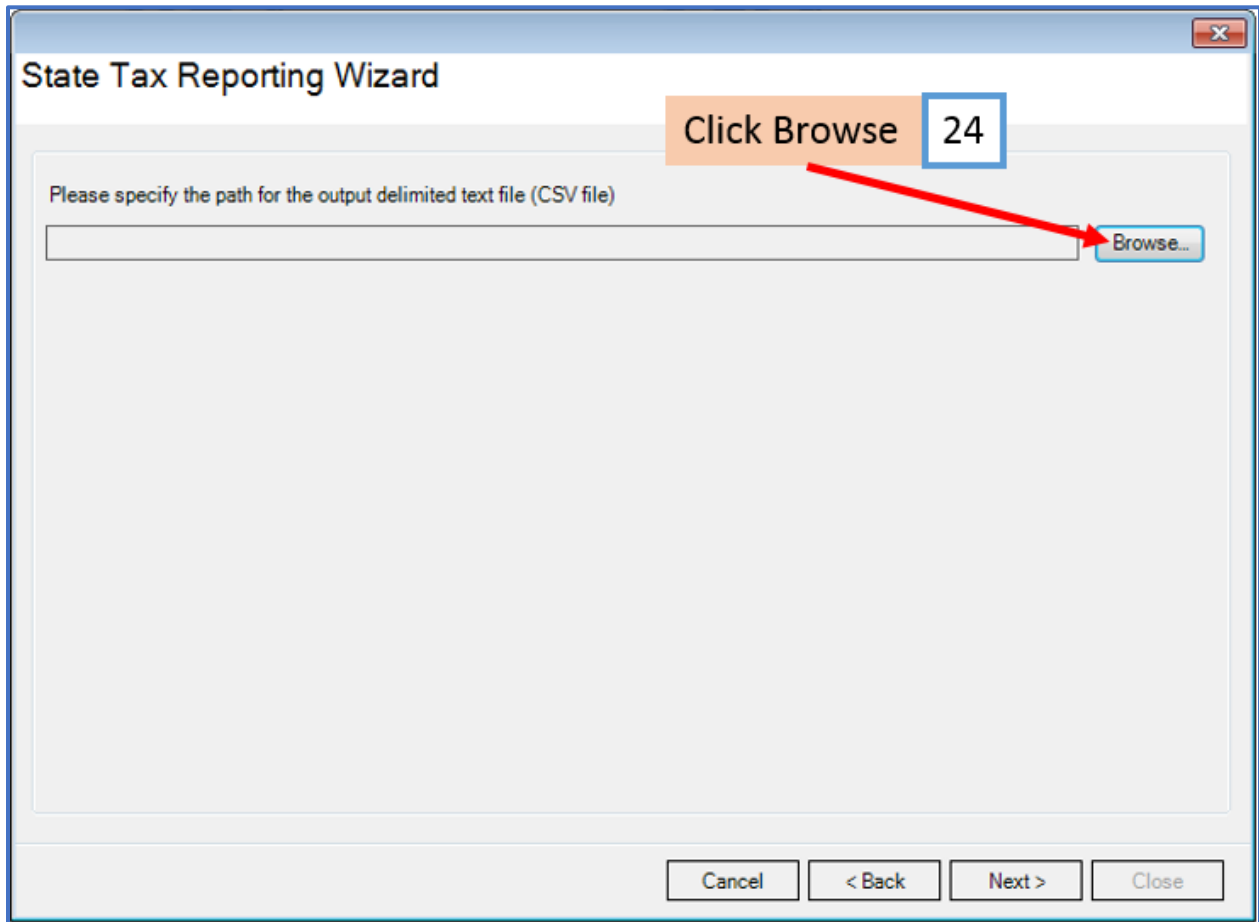 State Tax Reporting Wizard
Click Browse 24
Please specify the path for the output delimited text file (CSV file)
Browse...
Cancel < Back Next > Close